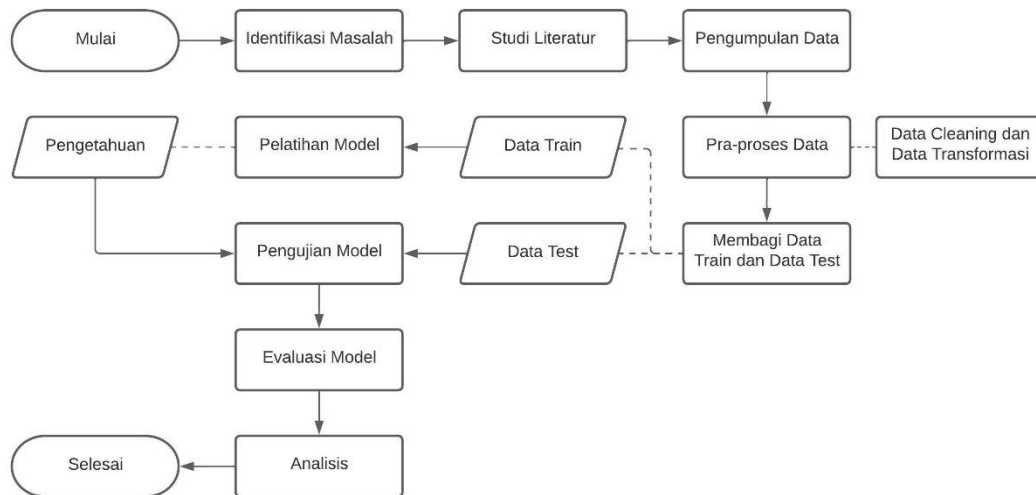 Mulai
Identifikasi Masalah
Studi Literatur
Pengumpulan Data
Pengetahuan
Pelatihan Model
Data Train
Pra-proses Data
Data Cleaning dan
Data Transformasi
Pengujian Model
Data Test
Membagi Data
Train dan Data Test
Evaluasi Model
Selesai
Analisis